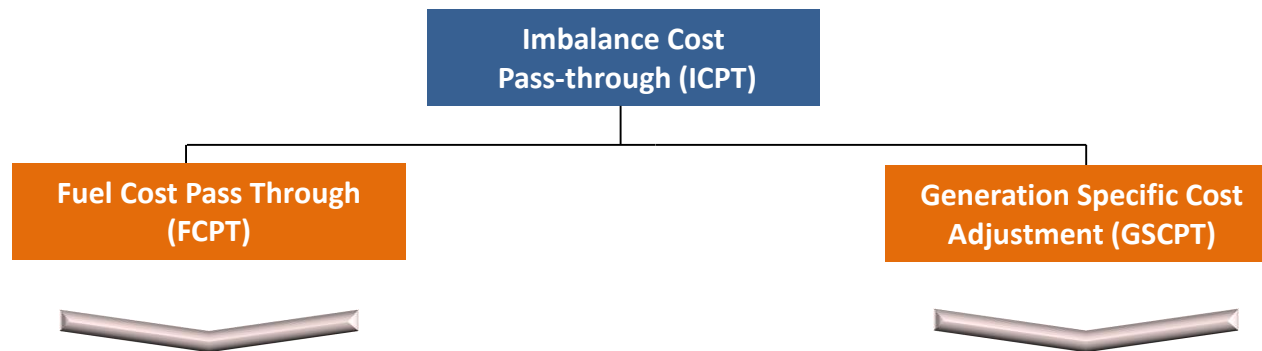 Imbalance Cost
Pass-through (ICPT)
Fuel Cost Pass Through
(FCPT)
Generation Specific Cost
Adjustment (GSCPT)